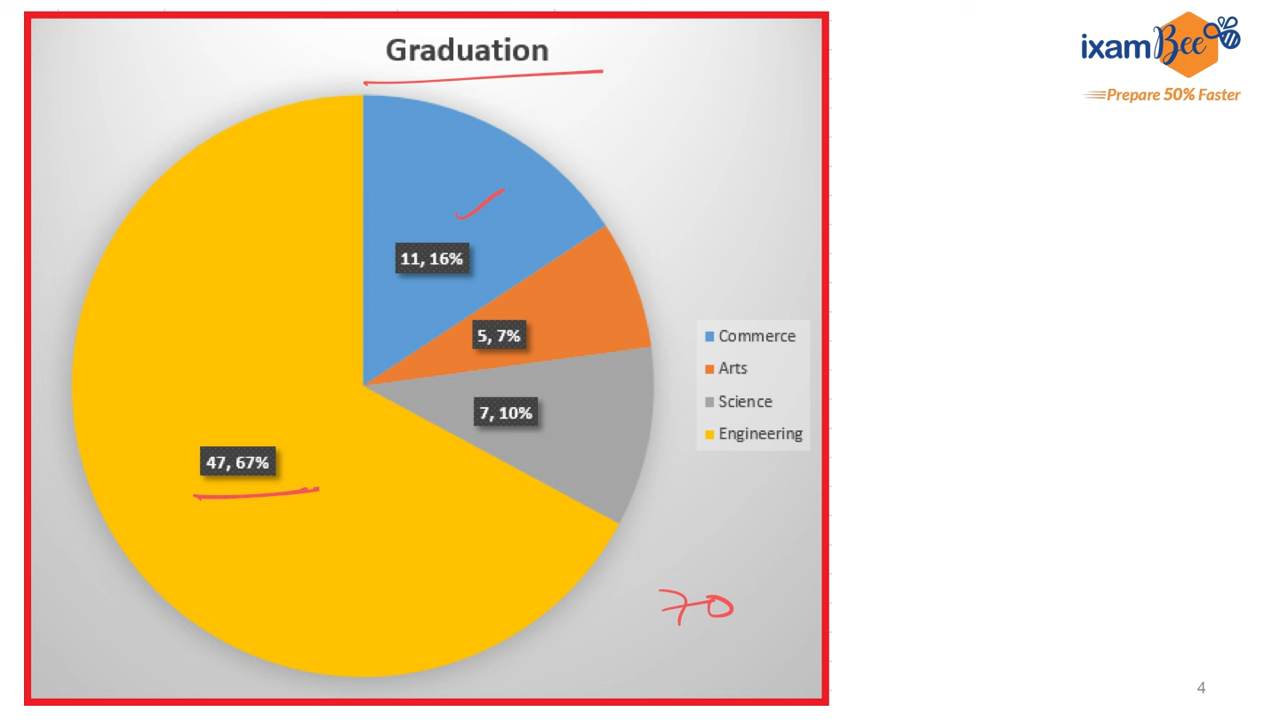 Graduation
11, 16%
5, 7%
7, 10%
47, 67%
Commerce
Arts
Science
Engineering
70
ixamBee
Prepare 50% Faster
4